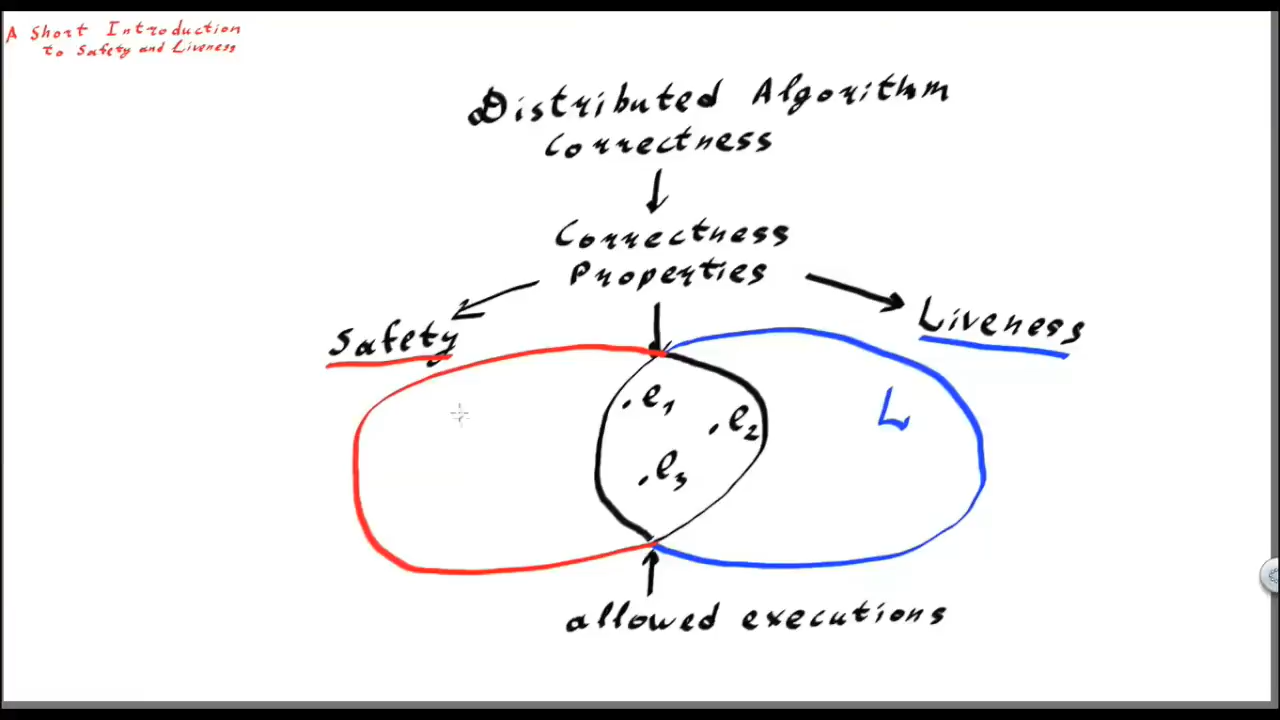 A Short Introduction
to Safety and Liveness
Distributed Algorithm
Correctness
Correctness
Properties
Safety
Liveness
e1
e2
e3
L
allowed executions